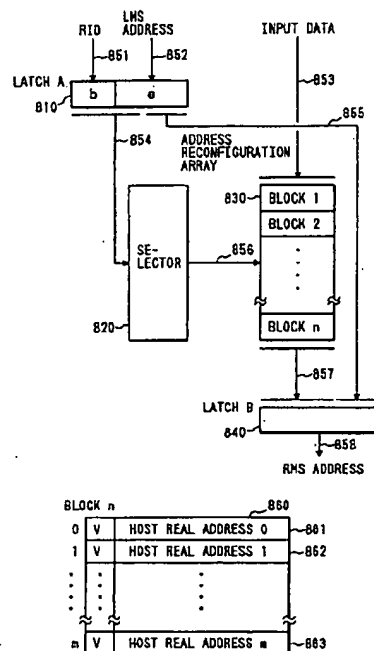 RID
LMS
ADDRESS
INPUT DATA
851
852
853
LATCH A
b
a
810
855
854
ADDRESS
RECONFIGURATION
ARRAY
830
BLOCK 1
BLOCK 2
SE-
LECTOR
856
820
BLOCK n
857
LATCH B
840
858
RMS ADDRESS
BLOCK n
860
0 V HOST REAL ADDRESS 0 861
1 V HOST REAL ADDRESS 1 862
m V HOST REAL ADDRESS m 863